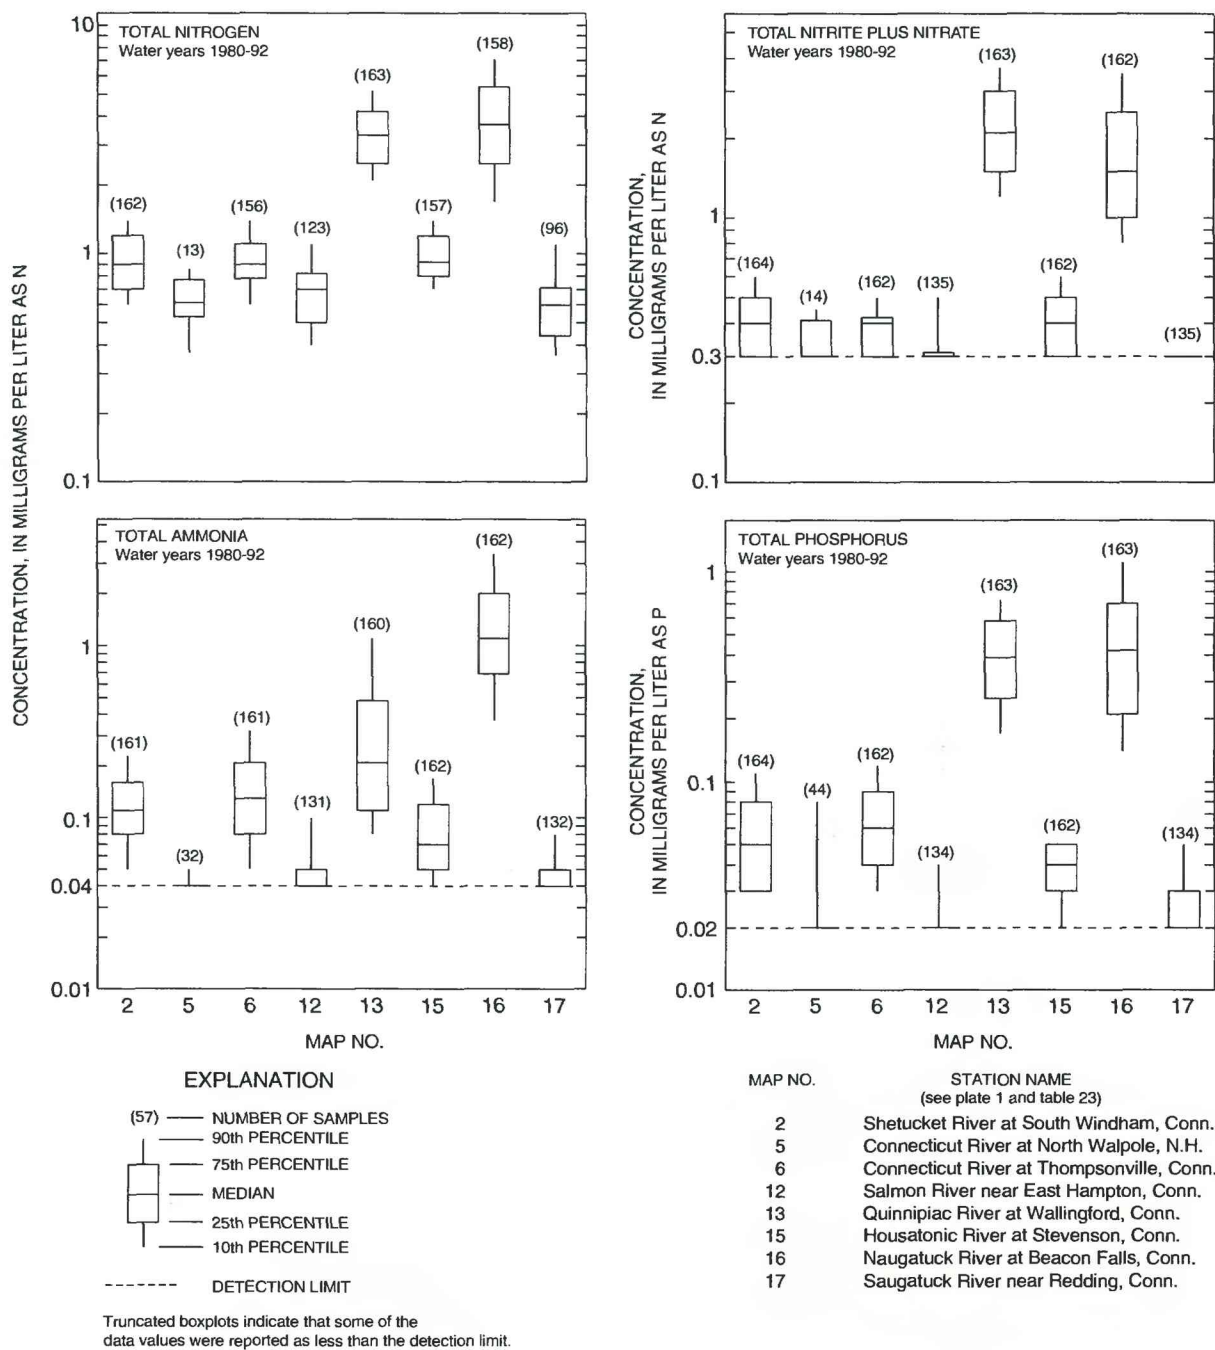 TOTAL NITROGEN
Water years 1980-92
10
1
0.1
(162)
(13)
(156)
(123)
(163)
(157)
(158)
(96)
TOTAL NITRITE PLUS NITRATE
Water years 1980-92
CONCENTRATION,
IN MILLIGRAMS PER LITER AS N
1
0.3
0.1
(164)
(14)
(162)
(135)
(163)
(162)
(162)
(135)
CONCENTRATION, IN MILLIGRAMS PER LITER AS N
TOTAL AMMONIA
Water years 1980-92
1
0.1
0.04
0.01
(161)
(32)
(161)
(131)
(160)
(162)
(162)
(132)
2 5 6 12 13 15 16 17
MAP NO.
TOTAL PHOSPHORUS
Water years 1980-92
CONCENTRATION,
IN MILLIGRAMS PER LITER AS P
1
0.1
0.02
0.01
(164)
(44)
(162)
(134)
(163)
(162)
(163)
(134)
2 5 6 12 13 15 16 17
MAP NO.
EXPLANATION
(57) NUMBER OF SAMPLES
90th PERCENTILE
75th PERCENTILE
MEDIAN
25th PERCENTILE
10th PERCENTILE
DETECTION LIMIT
Truncated boxplots indicate that some of the
data values were reported as less than the detection limit.
MAP NO. STATION NAME
(see plate 1 and table 23)
2 Shetucket River at South Windham, Conn.
5 Connecticut River at North Walpole, N.H.
6 Connecticut River at Thompsonville, Conn.
12 Salmon River near East Hampton, Conn.
13 Quinnipiac River at Wallingford, Conn.
15 Housatonic River at Stevenson, Conn.
16 Naugatuck River at Beacon Falls, Conn.
17 Saugatuck River near Redding, Conn.